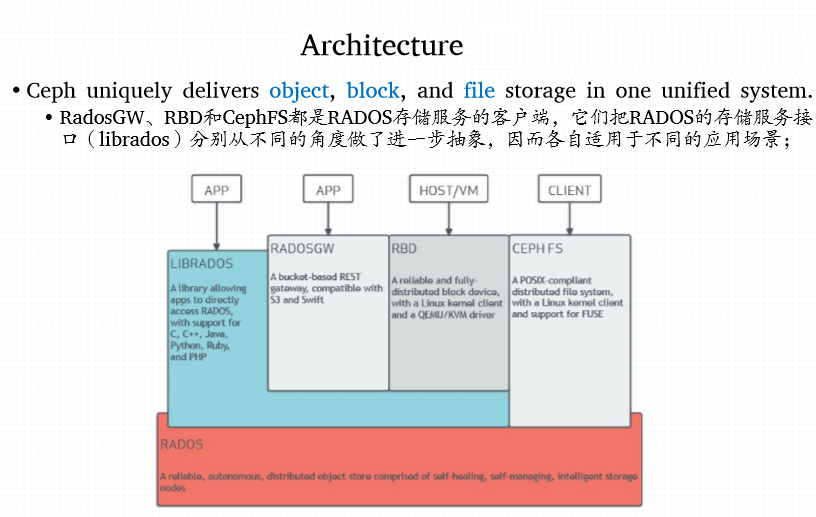 Architecture
• Ceph uniquely delivers object, block, and file storage in one unified system.
• RadosGW、RBD和CephFS都是RADOS存储服务的客户端，它们把RADOS的存储服务接
口（librados）分别从不同的角度做了进一步抽象，因而各自适用于不同的应用场景；
APP
APP
HOST/VM
CLIENT
LIBRADOS
A library allowing
apps to directly
access RADOS,
with support for
C, C++, Java,
Python, Ruby,
and PHP
RADOSGW
A bucket-based REST
gateway, compatible with
S3 and Swift
RBD
A reliable and fully-
distributed block device,
with a Linux kernel client
and a QEMU/KVM driver
CEPH FS
A POSIX-compliant
distributed file system,
with a Linux kernel client
and support for FUSE
RADOS
A reliable, autonomous, distributed object store comprised of self-healing, self-managing, intelligent storage
nodes